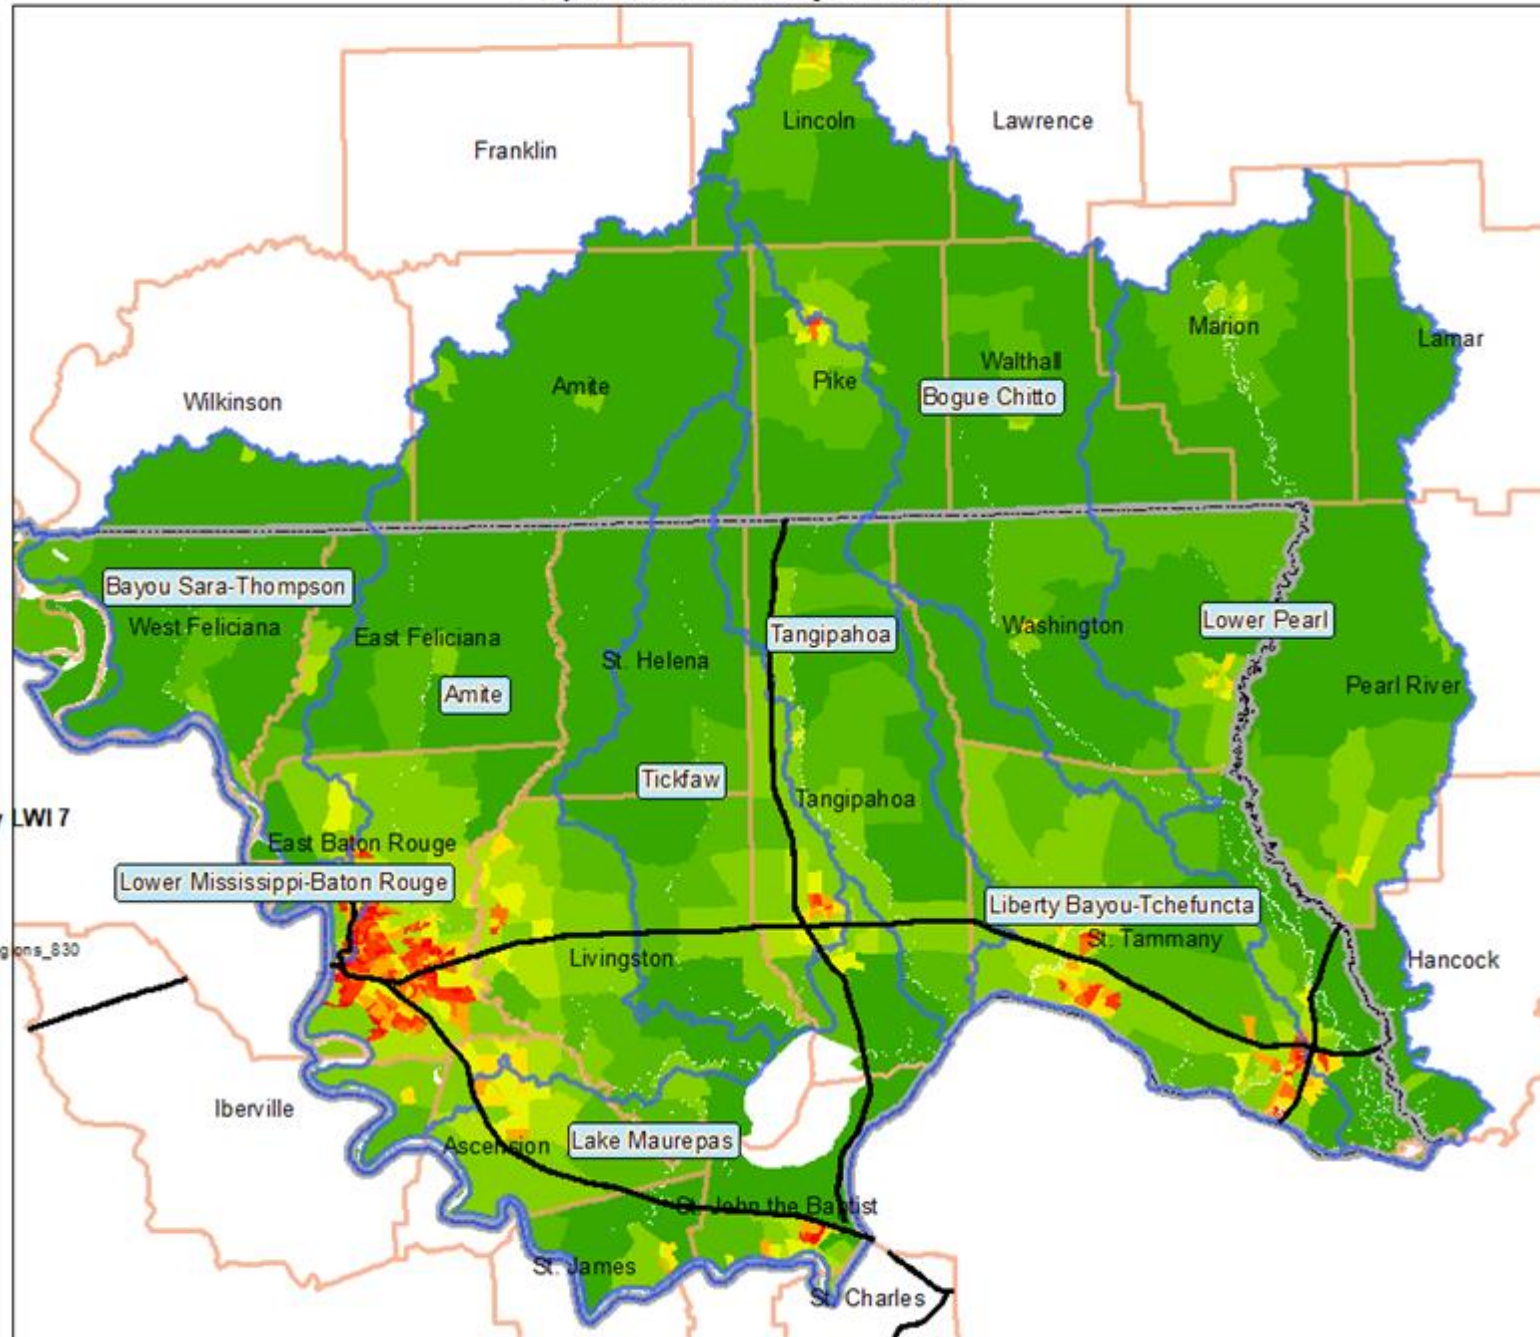 Lincoln
Lawrence
Franklin
Marion
Lamar
Walthall
Pike
Amite
Bogue Chitto
Wilkinson
Bayou Sara-Thompson
West Feliciana
East Feliciana
Lower Pearl
Washington
Tangipahoa
St. Helena
Amite
Pearl River
Tickfaw
Tangipahoa
LWI 7
East Baton Rouge
Lower Mississippi-Baton Rouge
Liberty Bayou-Tchefuncta
St. Tammany
ons_830
Livingston
Hancock
Iberville
Ascension
Lake Maurepas
St. John the Baptist
St. James
St. Charles